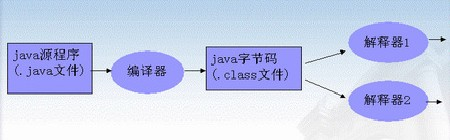 java源程序
(.java文件)
编译器
java字节码
(.class文件)
解释器1
解释器2